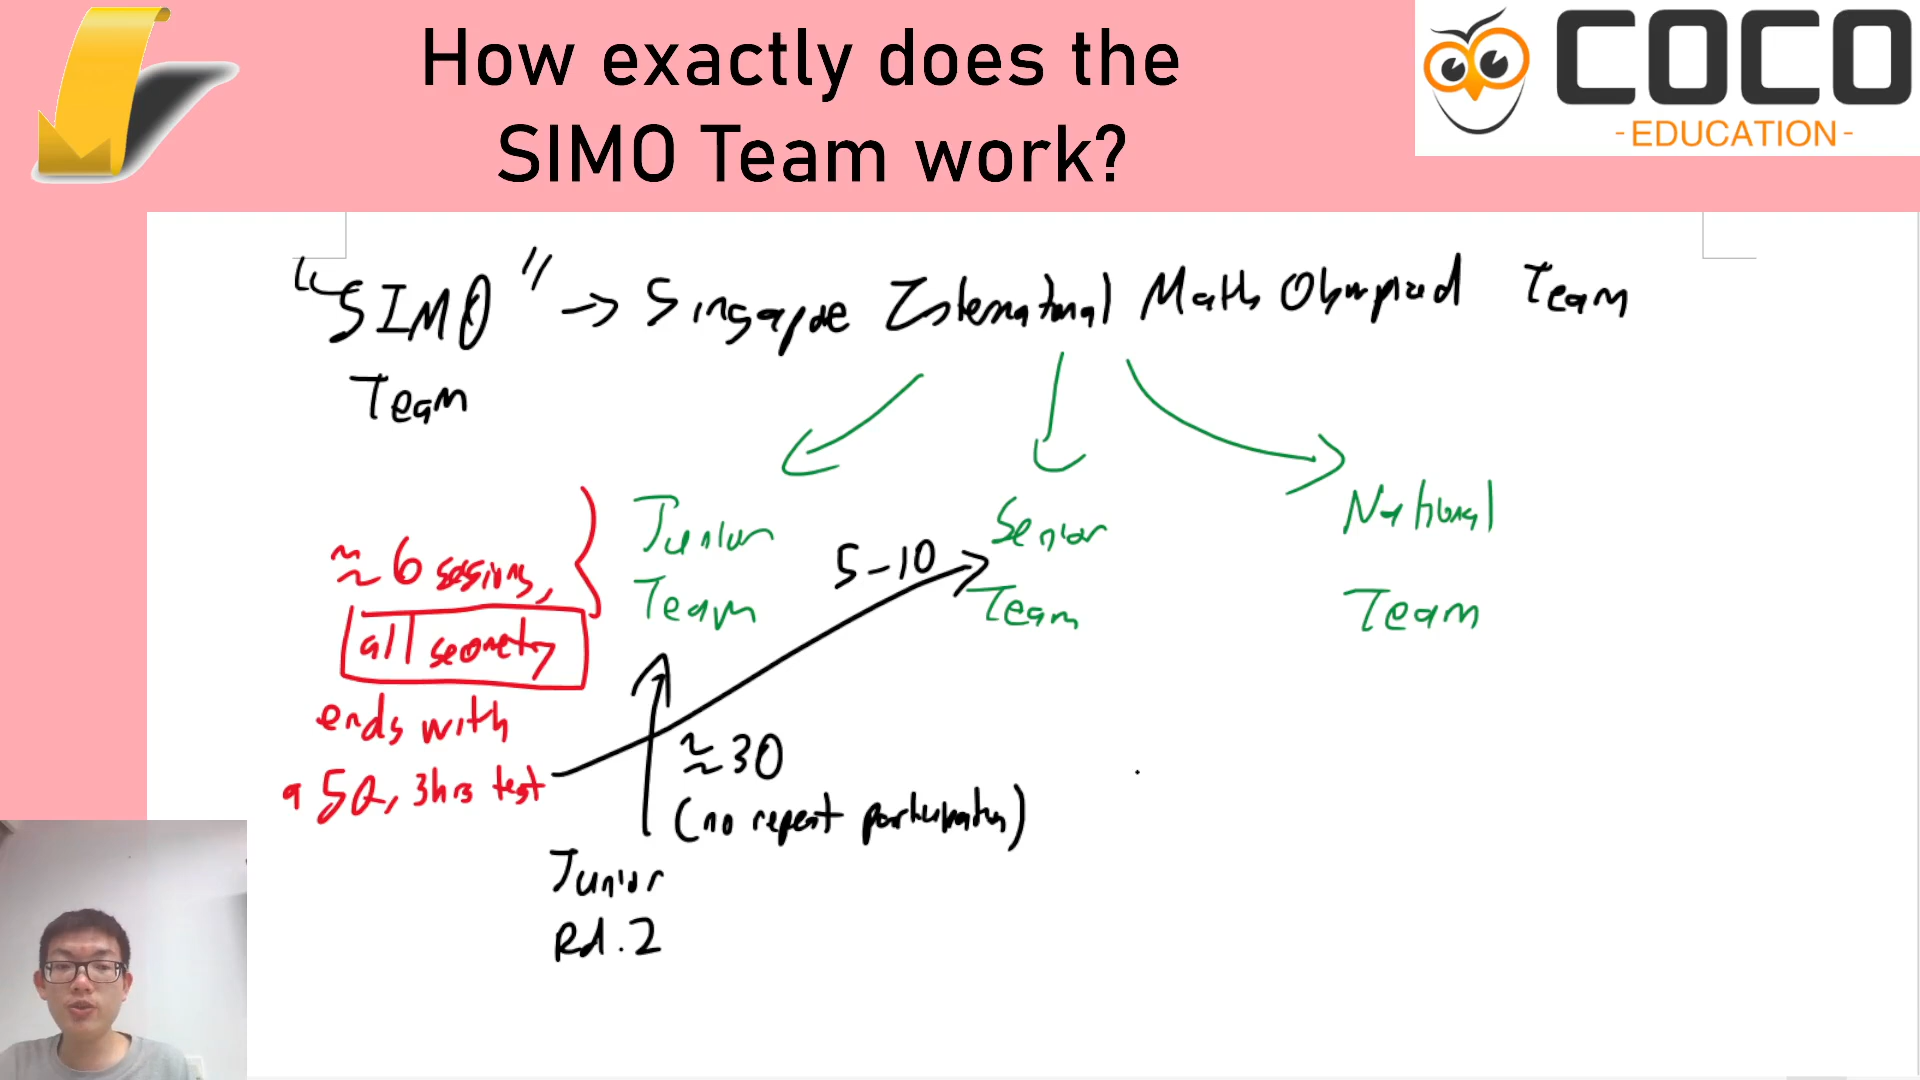 How exactly does the
SIMO Team work?
COCO
- EDUCATION -
"SIMO" → Singapore International Math Olympiad Team
Team
Junior
Team
Senior
Team
National
Team
5-10
≈ 6 sessions,
all geometry
ends with
a 5Q, 3hrs test
≈ 30
(no repeat participation)
Junior
Rd. 2